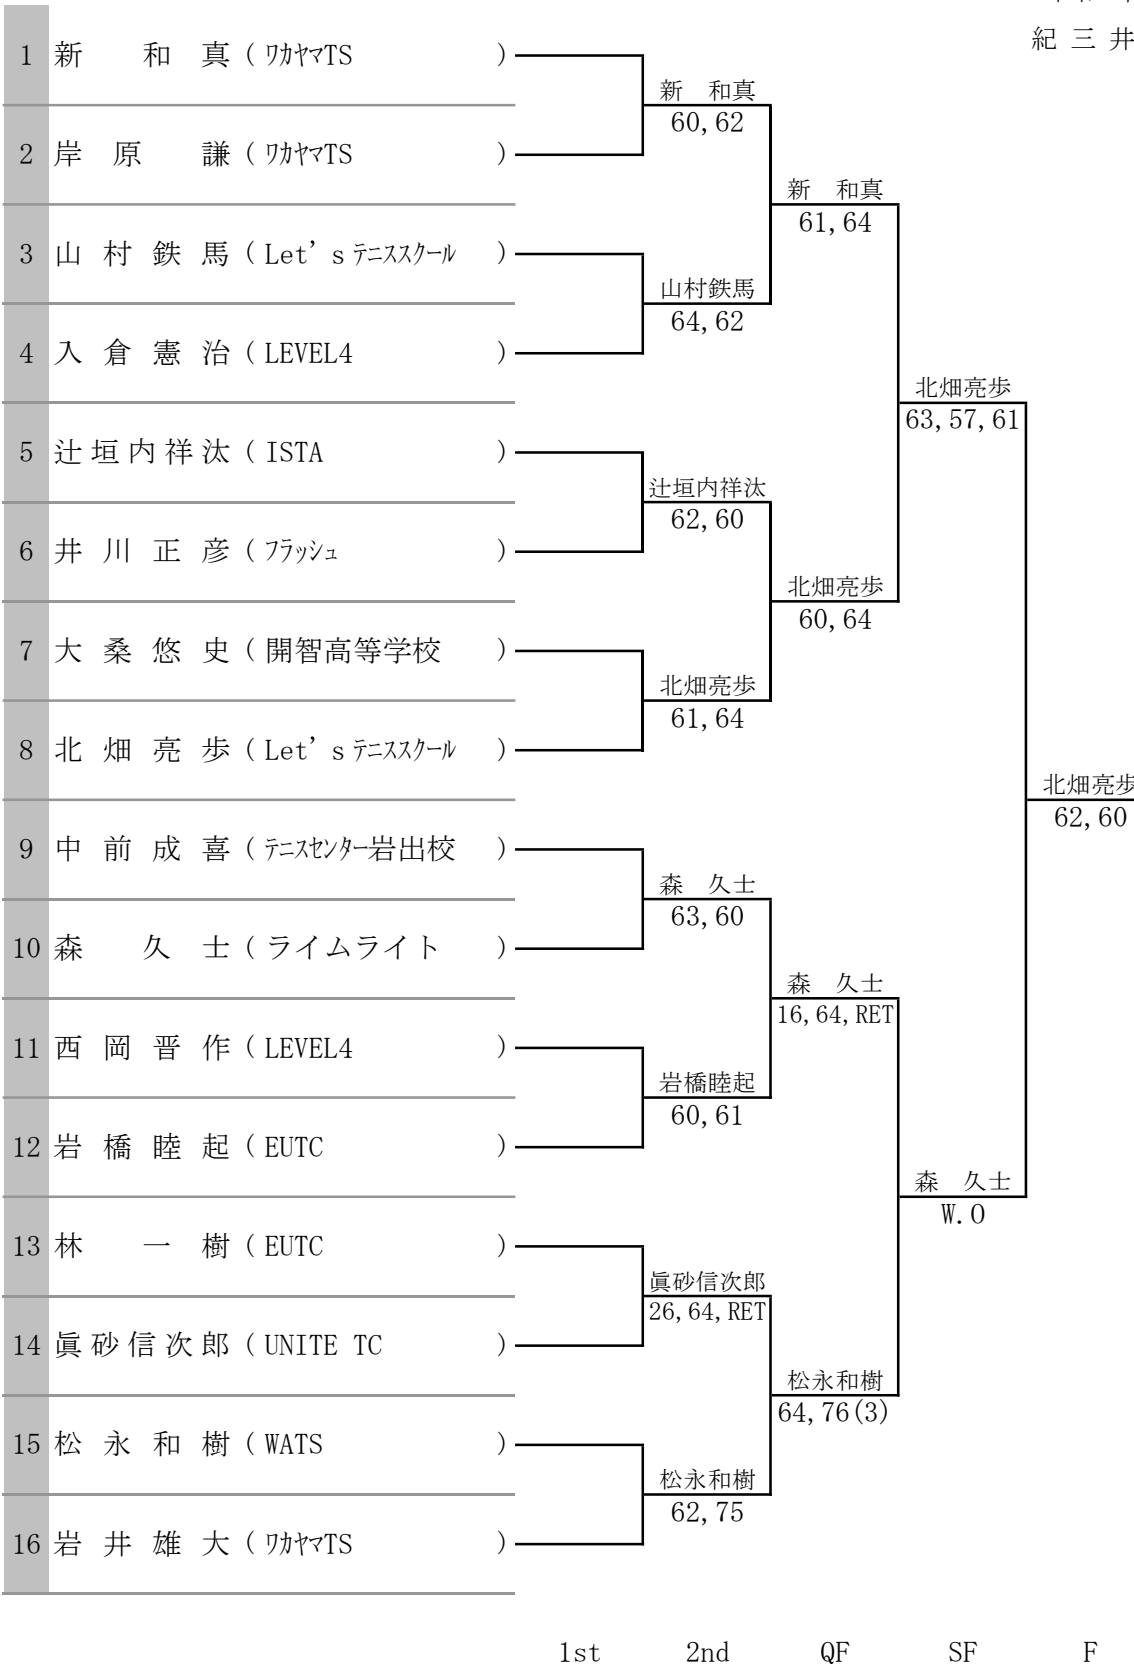 紀三井
1 新 和 真 ( ﾜｶﾔﾏTS )
新 和真
60,62
2 岸 原 謙 ( ﾜｶﾔﾏTS )
新 和真
61,64
3 山 村 鉄 馬 ( Let's ﾃﾆｽｽｸｰﾙ )
山村鉄馬
64,62
4 入 倉 憲 治 ( LEVEL4 )
北畑亮歩
63,57,61
5 辻垣内祥汰 ( ISTA )
辻垣内祥汰
62,60
6 井 川 正 彦 ( ﾌﾗｯｼｭ )
北畑亮歩
60,64
7 大 桑 悠 史 ( 開智高等学校 )
北畑亮歩
61,64
8 北 畑 亮 歩 ( Let's ﾃﾆｽｽｸｰﾙ )
北畑亮歩
62,60
9 中 前 成 喜 ( ﾃﾆｽｾﾝﾀｰ岩出校 )
森 久士
63,60
10 森 久 士 ( ライムライト )
森 久士
16,64,RET
11 西 岡 晋 作 ( LEVEL4 )
岩橋睦起
60,61
12 岩 橋 睦 起 ( EUTC )
森 久士
W.O
13 林 一 樹 ( EUTC )
眞砂信次郎
26,64,RET
14 眞砂信次郎 ( UNITE TC )
松永和樹
64,76(3)
15 松 永 和 樹 ( WATS )
松永和樹
62,75
16 岩 井 雄 大 ( ﾜｶﾔﾏTS )
1st 2nd QF SF F